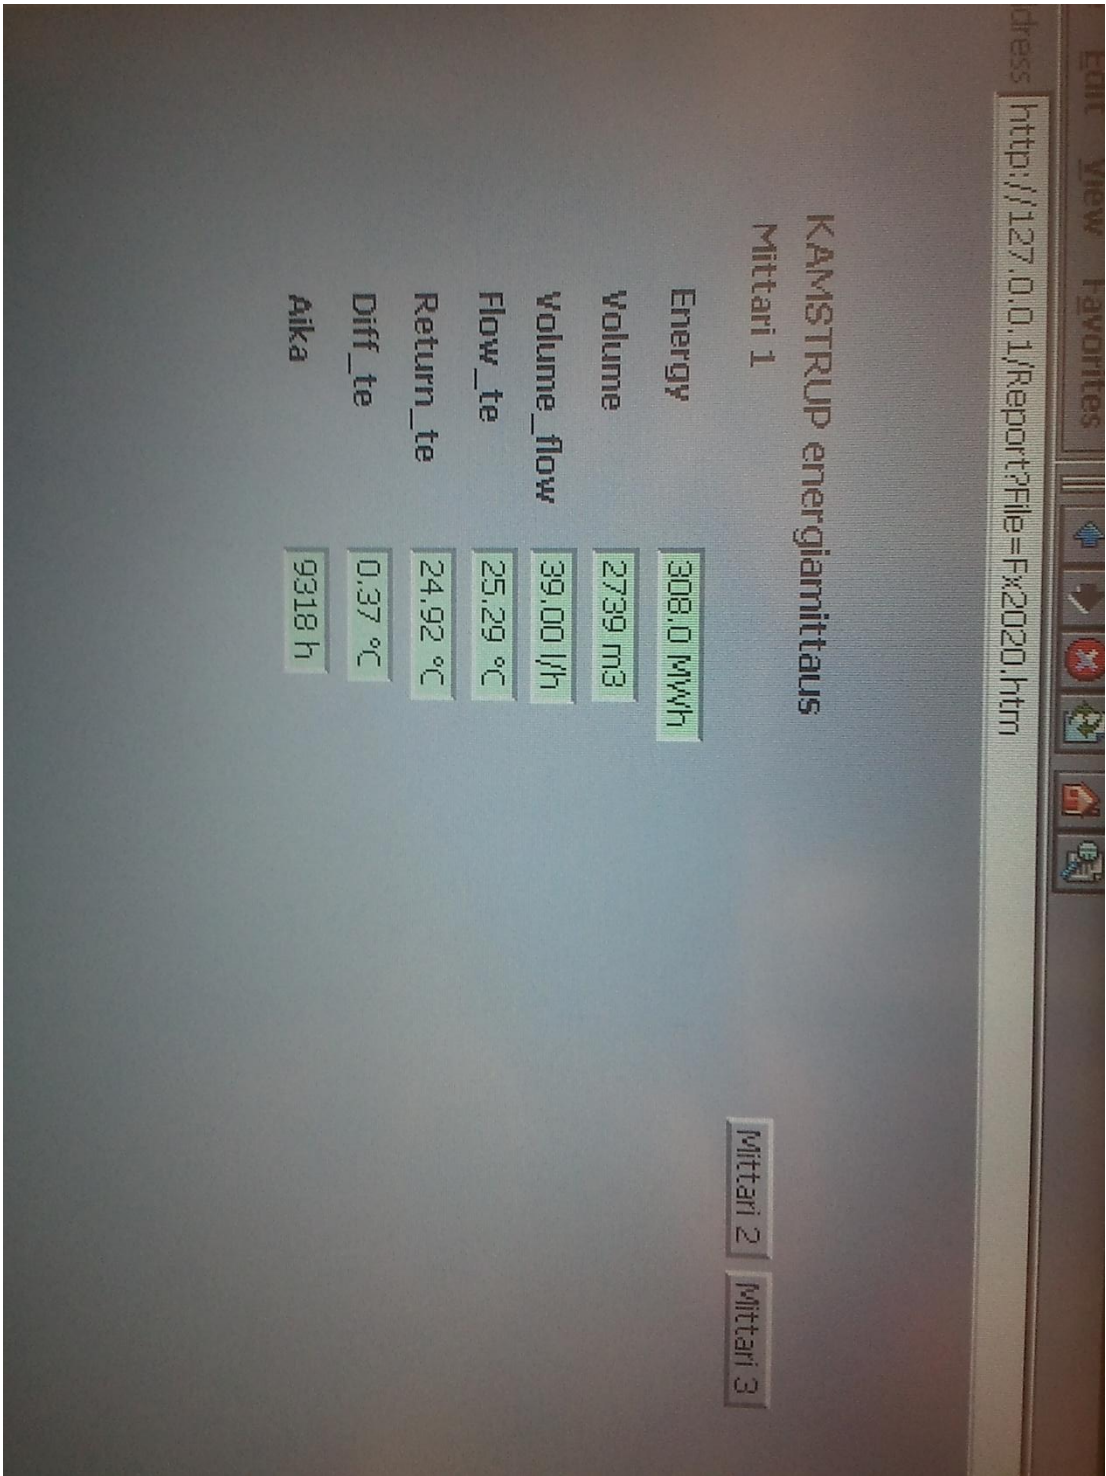 Edit View Favorites
dress http://127.0.0.1/Report?File=Fx2020.htm
KAMSTRUP energiamittaus
Mittari 1 Mittari 2 Mittari 3
Energy 308.0 MWh
Volume 2739 m3
Volume_flow 39.00 l/h
Flow_te 25.29 °C
Return_te 24.92 °C
Diff_te 0.37 °C
Aika 9318 h